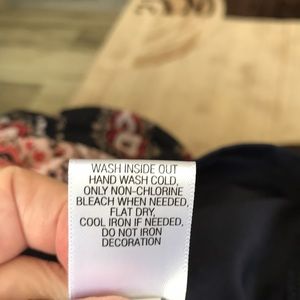 WASH INSIDE OUT
HAND WASH COLD,
ONLY NON-CHLORINE
BLEACH WHEN NEEDED,
FLAT DRY.
COOL IRON IF NEEDED,
DO NOT IRON
DECORATION